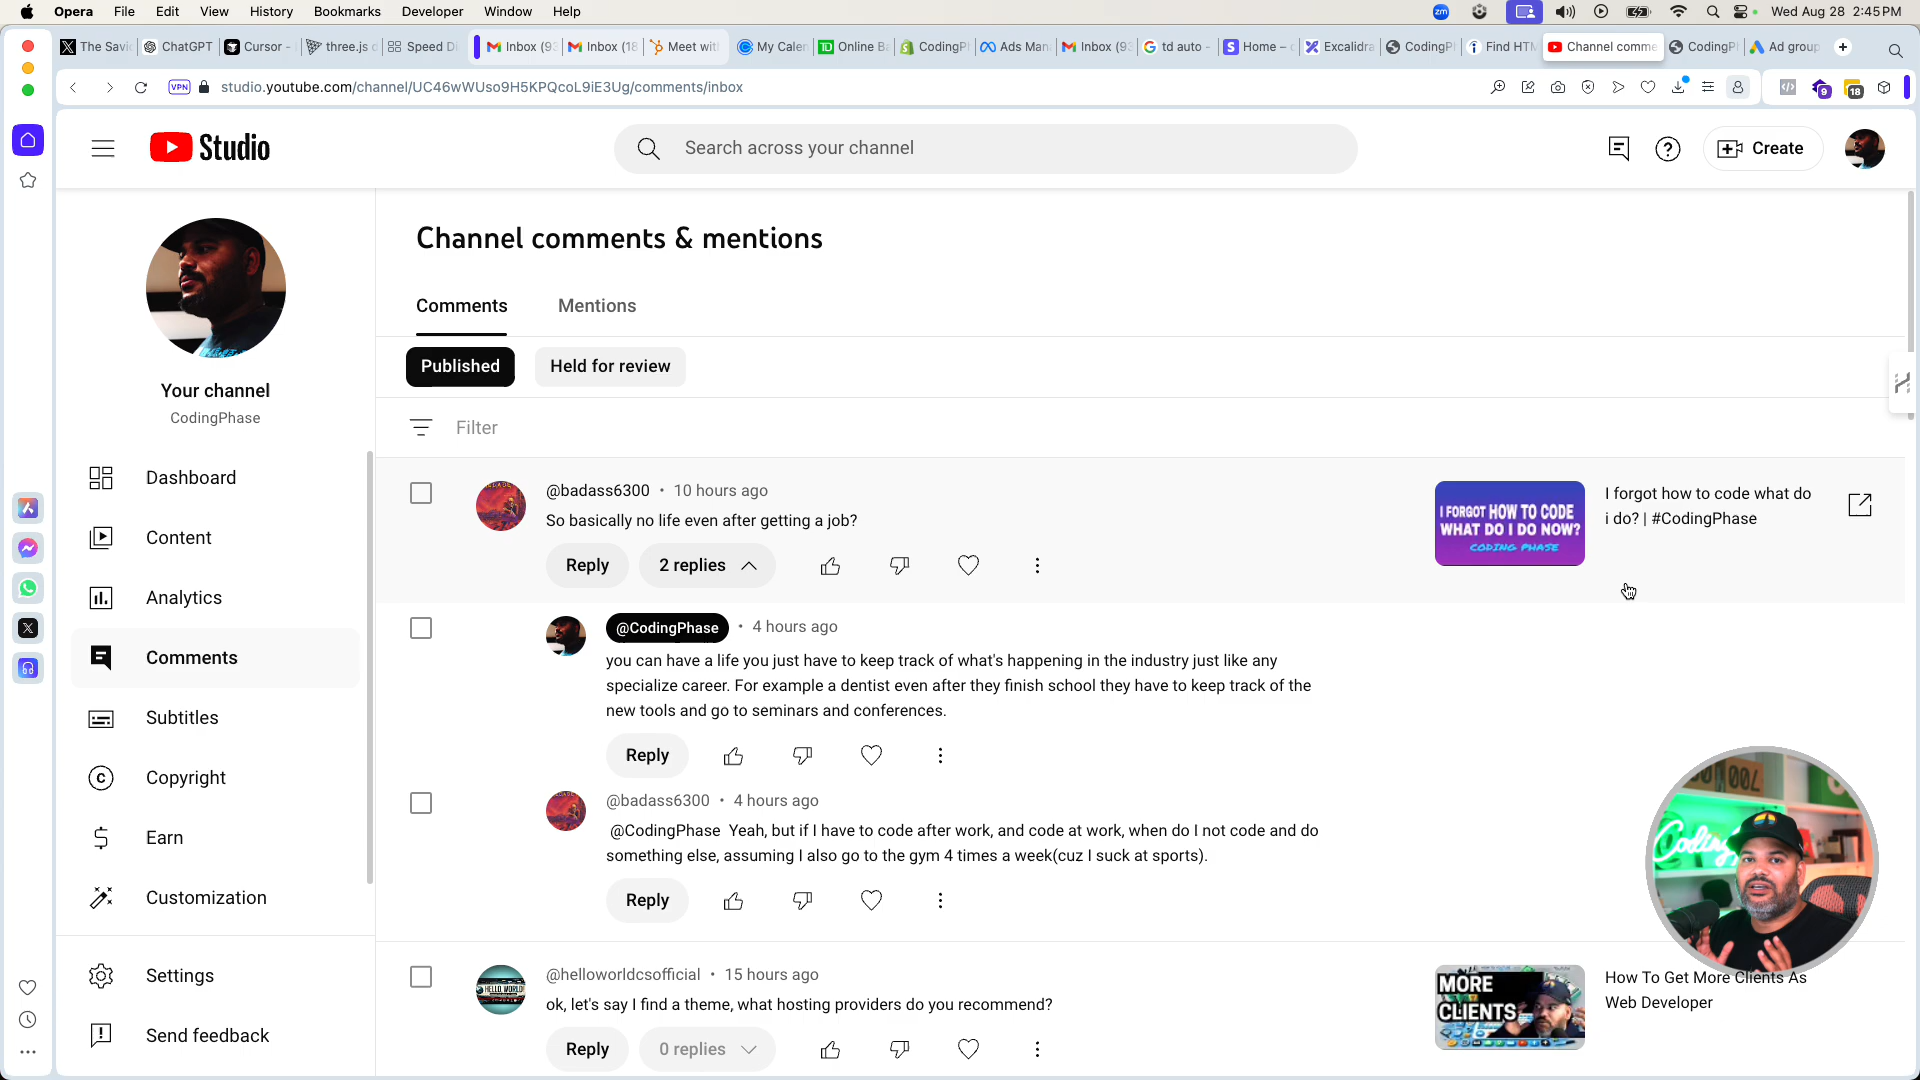 Opera File Edit View History Bookmarks Developer Window Help
zm Wed Aug 28 2:45 PM
The Savi ChatGPT Cursor - three.js Speed Di Inbox (93 Inbox (18 Meet wit My Cale Online B CodingP Ads Man Inbox (93 td auto - Home – Excalidra CodingP Find HTM Channel comme CodingP Ad group
VPN studio.youtube.com/channel/UC46wWUso9H5KPQcoL9iE3Ug/comments/inbox
9 18
Studio
Search across your channel
Create
Your channel
CodingPhase
Dashboard
Content
Analytics
Comments
Subtitles
Copyright
Earn
Customization
Settings
Send feedback
Channel comments & mentions
Comments Mentions
Published Held for review
Filter
@badass6300 • 10 hours ago
So basically no life even after getting a job?
Reply 2 replies
I FORGOT HOW TO CODE
WHAT DO I DO NOW?
CODING PHASE
I forgot how to code what do
i do? | #CodingPhase
@CodingPhase • 4 hours ago
you can have a life you just have to keep track of what's happening in the industry just like any
specialize career. For example a dentist even after they finish school they have to keep track of the
new tools and go to seminars and conferences.
Reply
@badass6300 • 4 hours ago
@CodingPhase Yeah, but if I have to code after work, and code at work, when do I not code and do
something else, assuming I also go to the gym 4 times a week(cuz I suck at sports).
Reply
@helloworldcsofficial • 15 hours ago
ok, let's say I find a theme, what hosting providers do you recommend?
Reply 0 replies
MORE
CLIENTS
How To Get More Clients As
Web Developer